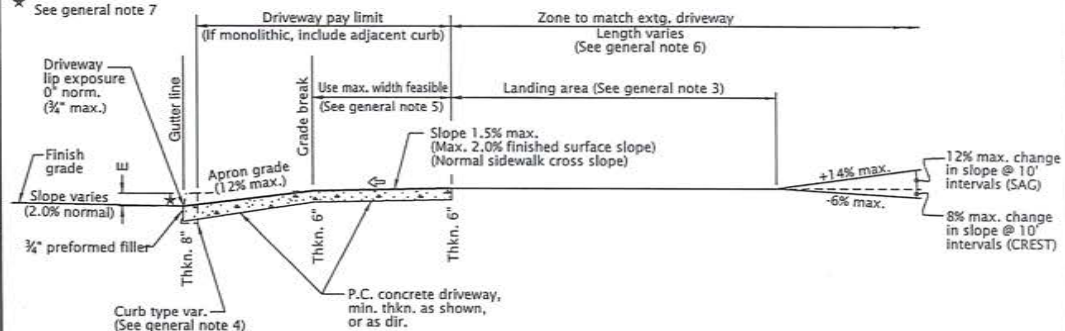 ★ See general note 7
Driveway pay limit
(If monolithic, include adjacent curb)
Zone to match extg. driveway
Length varies
(See general note 6)
Driveway
lip exposure
0" norm.
(¾" max.)
Gutter line
Grade break
Use max. width feasible
(See general note 5)
Landing area (See general note 3)
Slope 1.5% max.
(Max. 2.0% finished surface slope)
(Normal sidewalk cross slope)
Finish
grade
E
Apron grade
(12% max.)
Slope varies
(2.0% normal)
★
+14% max.
-6% max.
12% max. change
in slope @ 10'
intervals (SAG)
8% max. change
in slope @ 10'
intervals (CREST)
¾" preformed filler
Thkn. 8"
Thkn. 6"
Thkn. 6"
P.C. concrete driveway,
min. thkn. as shown,
or as dir.
Curb type var.
(See general note 4)